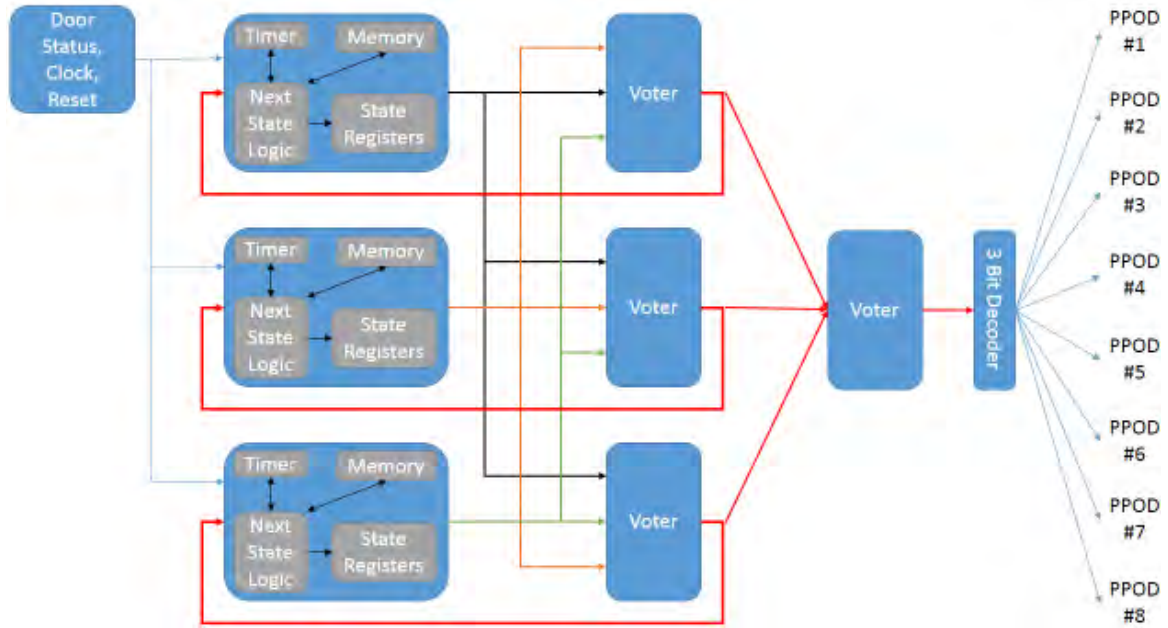 Door
Status,
Clock,
Reset
Timer
Memory
Next
State
Logic
State
Registers
Voter
Timer
Memory
Next
State
Logic
State
Registers
Voter
Timer
Memory
Next
State
Logic
State
Registers
Voter
Voter
3 Bit Decoder
PPOD
#1
PPOD
#2
PPOD
#3
PPOD
#4
PPOD
#5
PPOD
#6
PPOD
#7
PPOD
#8